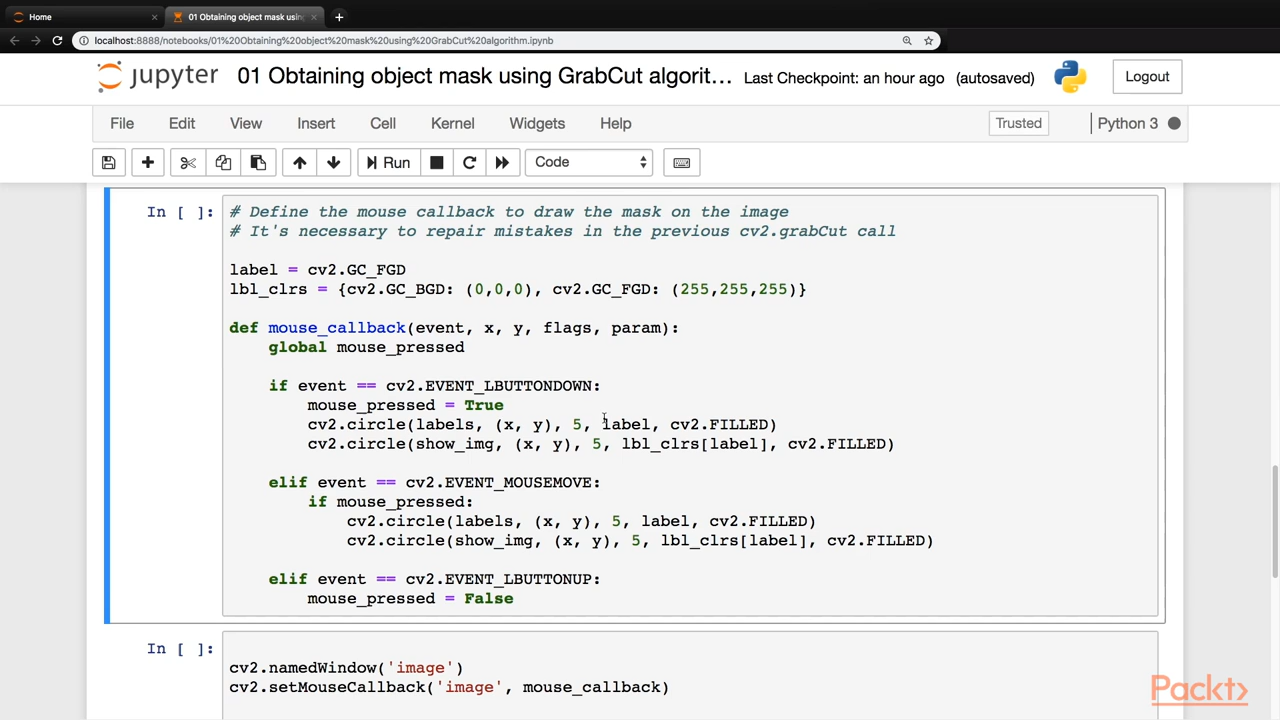 Home
01 Obtaining object mask usin
localhost:8888/notebooks/01%20Obtaining%20object%20mask%20using%20GrabCut%20algorithm.ipynb
jupyter 01 Obtaining object mask using GrabCut algorit... Last Checkpoint: an hour ago (autosaved) Logout
File Edit View Insert Cell Kernel Widgets Help Trusted Python 3
Run Code
In [ ]:
# Define the mouse callback to draw the mask on the image
# It's necessary to repair mistakes in the previous cv2.grabCut call
label = cv2.GC_FGD
lbl_clrs = {cv2.GC_BGD: (0,0,0), cv2.GC_FGD: (255,255,255)}
def mouse_callback(event, x, y, flags, param):
global mouse_pressed
if event == cv2.EVENT_LBUTTONDOWN:
mouse_pressed = True
cv2.circle(labels, (x, y), 5, label, cv2.FILLED)
cv2.circle(show_img, (x, y), 5, lbl_clrs[label], cv2.FILLED)
elif event == cv2.EVENT_MOUSEMOVE:
if mouse_pressed:
cv2.circle(labels, (x, y), 5, label, cv2.FILLED)
cv2.circle(show_img, (x, y), 5, lbl_clrs[label], cv2.FILLED)
elif event == cv2.EVENT_LBUTTONUP:
mouse_pressed = False
In [ ]:
cv2.namedWindow('image')
cv2.setMouseCallback('image', mouse_callback)
Packt>